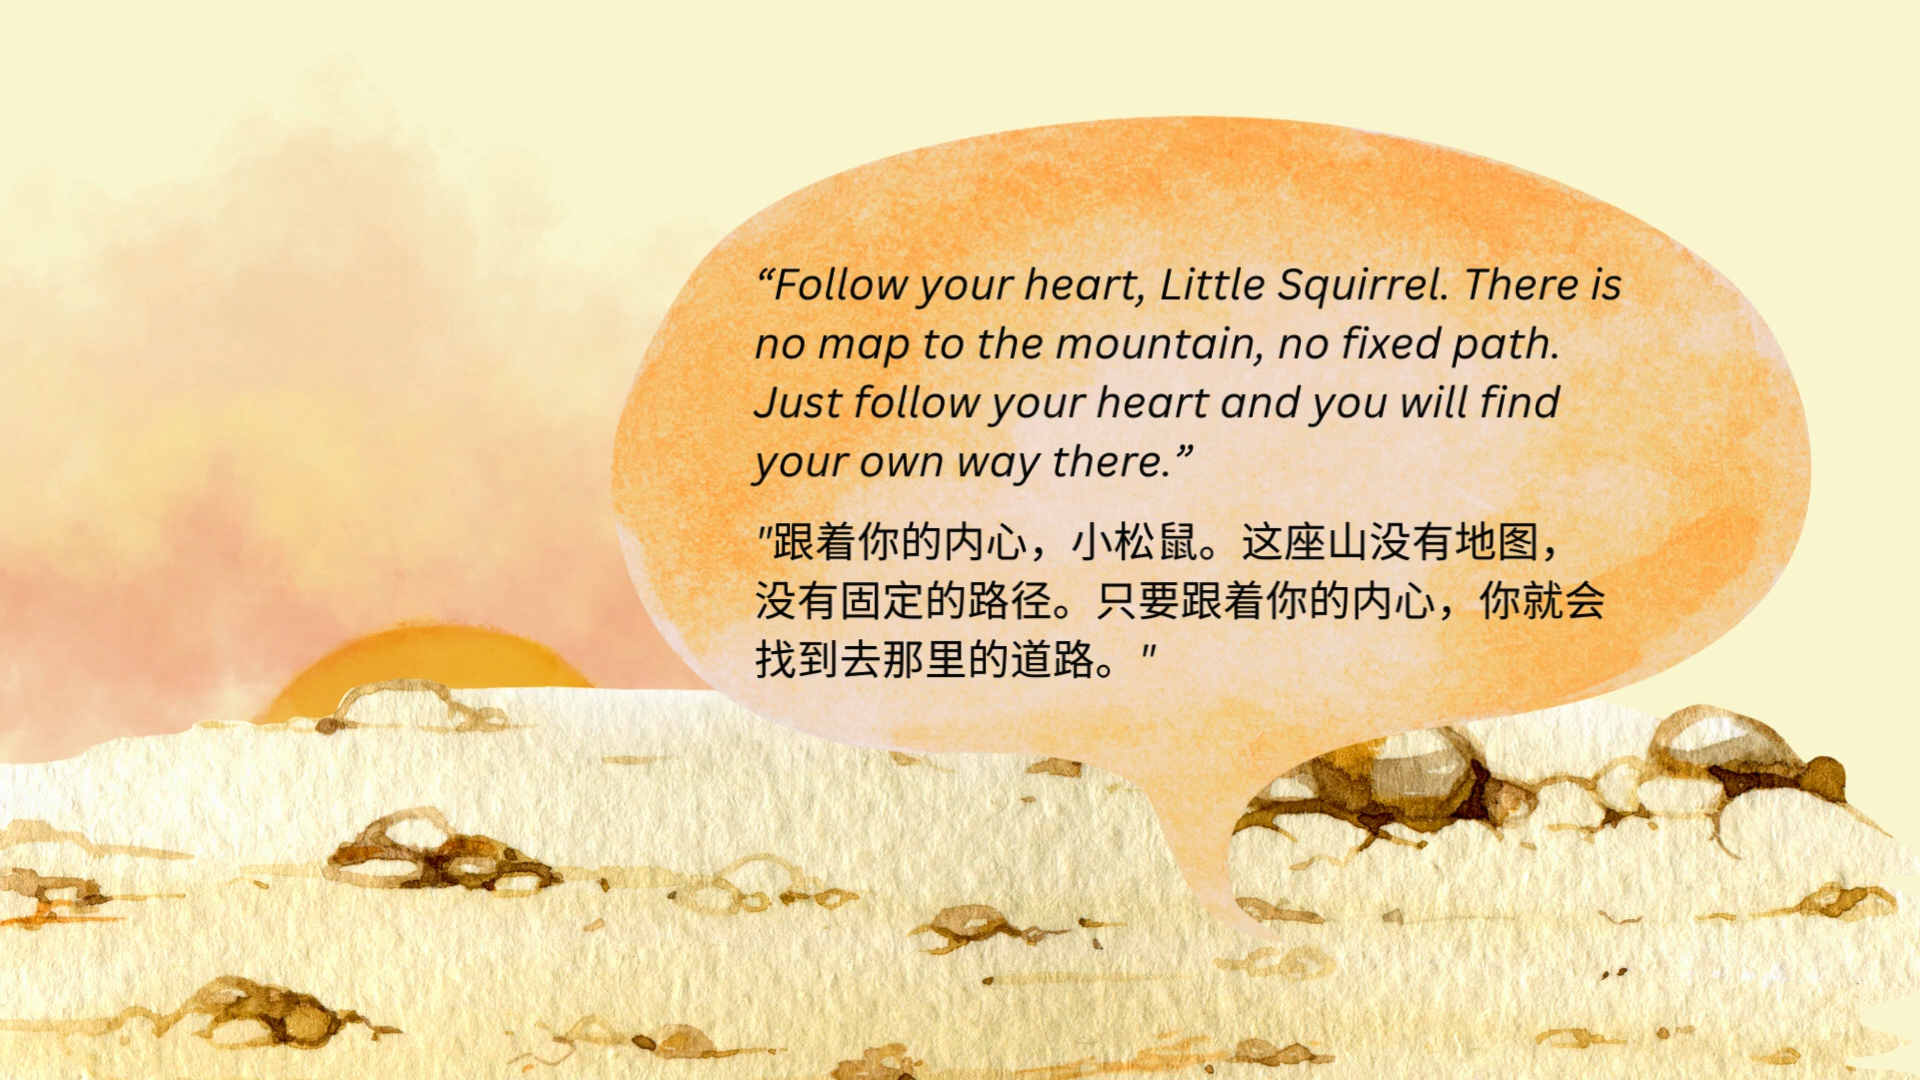 “Follow your heart, Little Squirrel. There is
no map to the mountain, no fixed path.
Just follow your heart and you will find
your own way there.”
"跟着你的内心，小松鼠。这座山没有地图，
没有固定的路径。只要跟着你的内心，你就会
找到去那里的道路。"